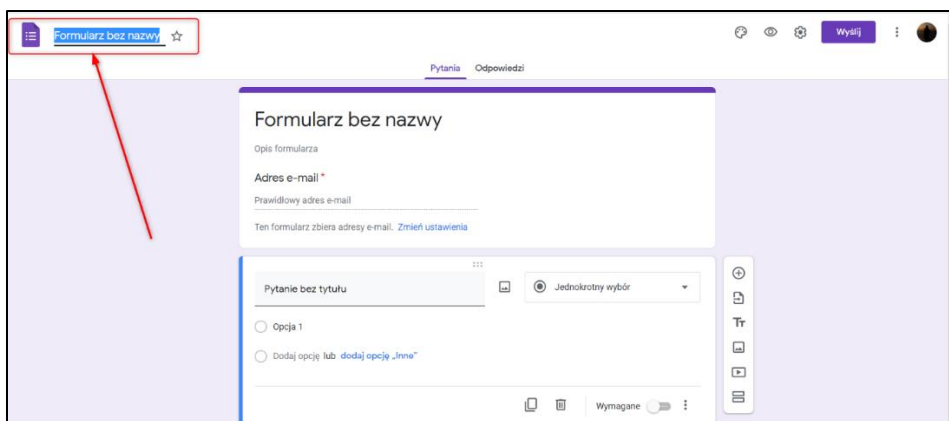 Formularz bez nazwy
Wyślij
Pytania Odpowiedzi
Formularz bez nazwy
Opis formularza
Adres e-mail *
Prawidłowy adres e-mail
Ten formularz zbiera adresy e-mail. Zmień ustawienia
Pytanie bez tytułu
Jednokrotny wybór
Opcja 1
Dodaj opcję lub dodaj opcję „Inne”
Wymagane